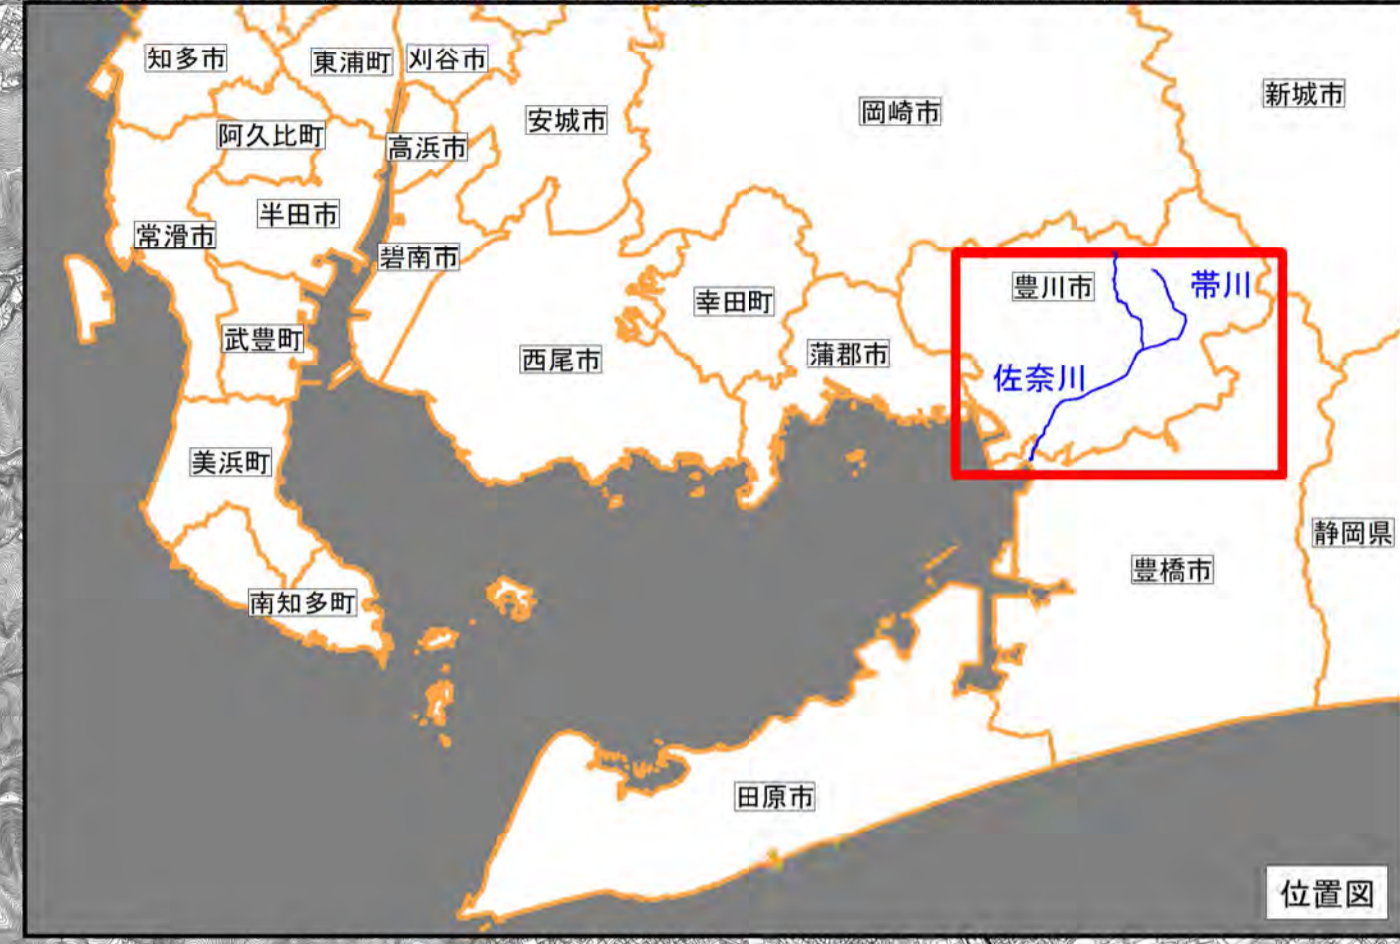 知多市
東浦町
刈谷市
新城市
岡崎市
安城市
阿久比町
高浜市
半田市
常滑市
碧南市
豊川市
帯川
幸田町
武豊町
西尾市
蒲郡市
佐奈川
美浜町
静岡県
豊橋市
南知多町
田原市
位置図